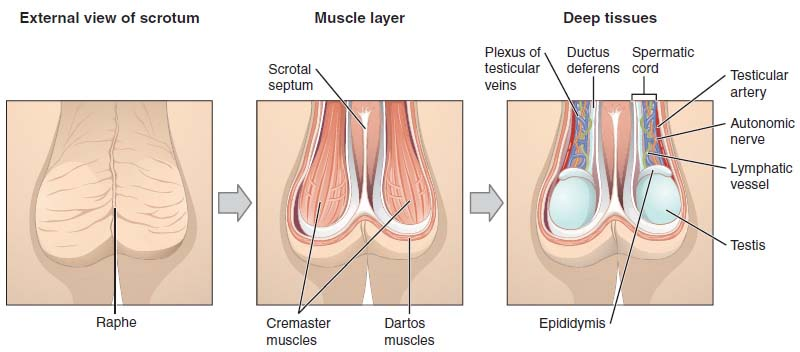 External view of scrotum
Muscle layer
Deep tissues
Scrotal
septum
Plexus of
testicular
veins
Ductus
deferens
Spermatic
cord
Testicular
artery
Autonomic
nerve
Lymphatic
vessel
Testis
Raphe
Cremaster
muscles
Dartos
muscles
Epididymis